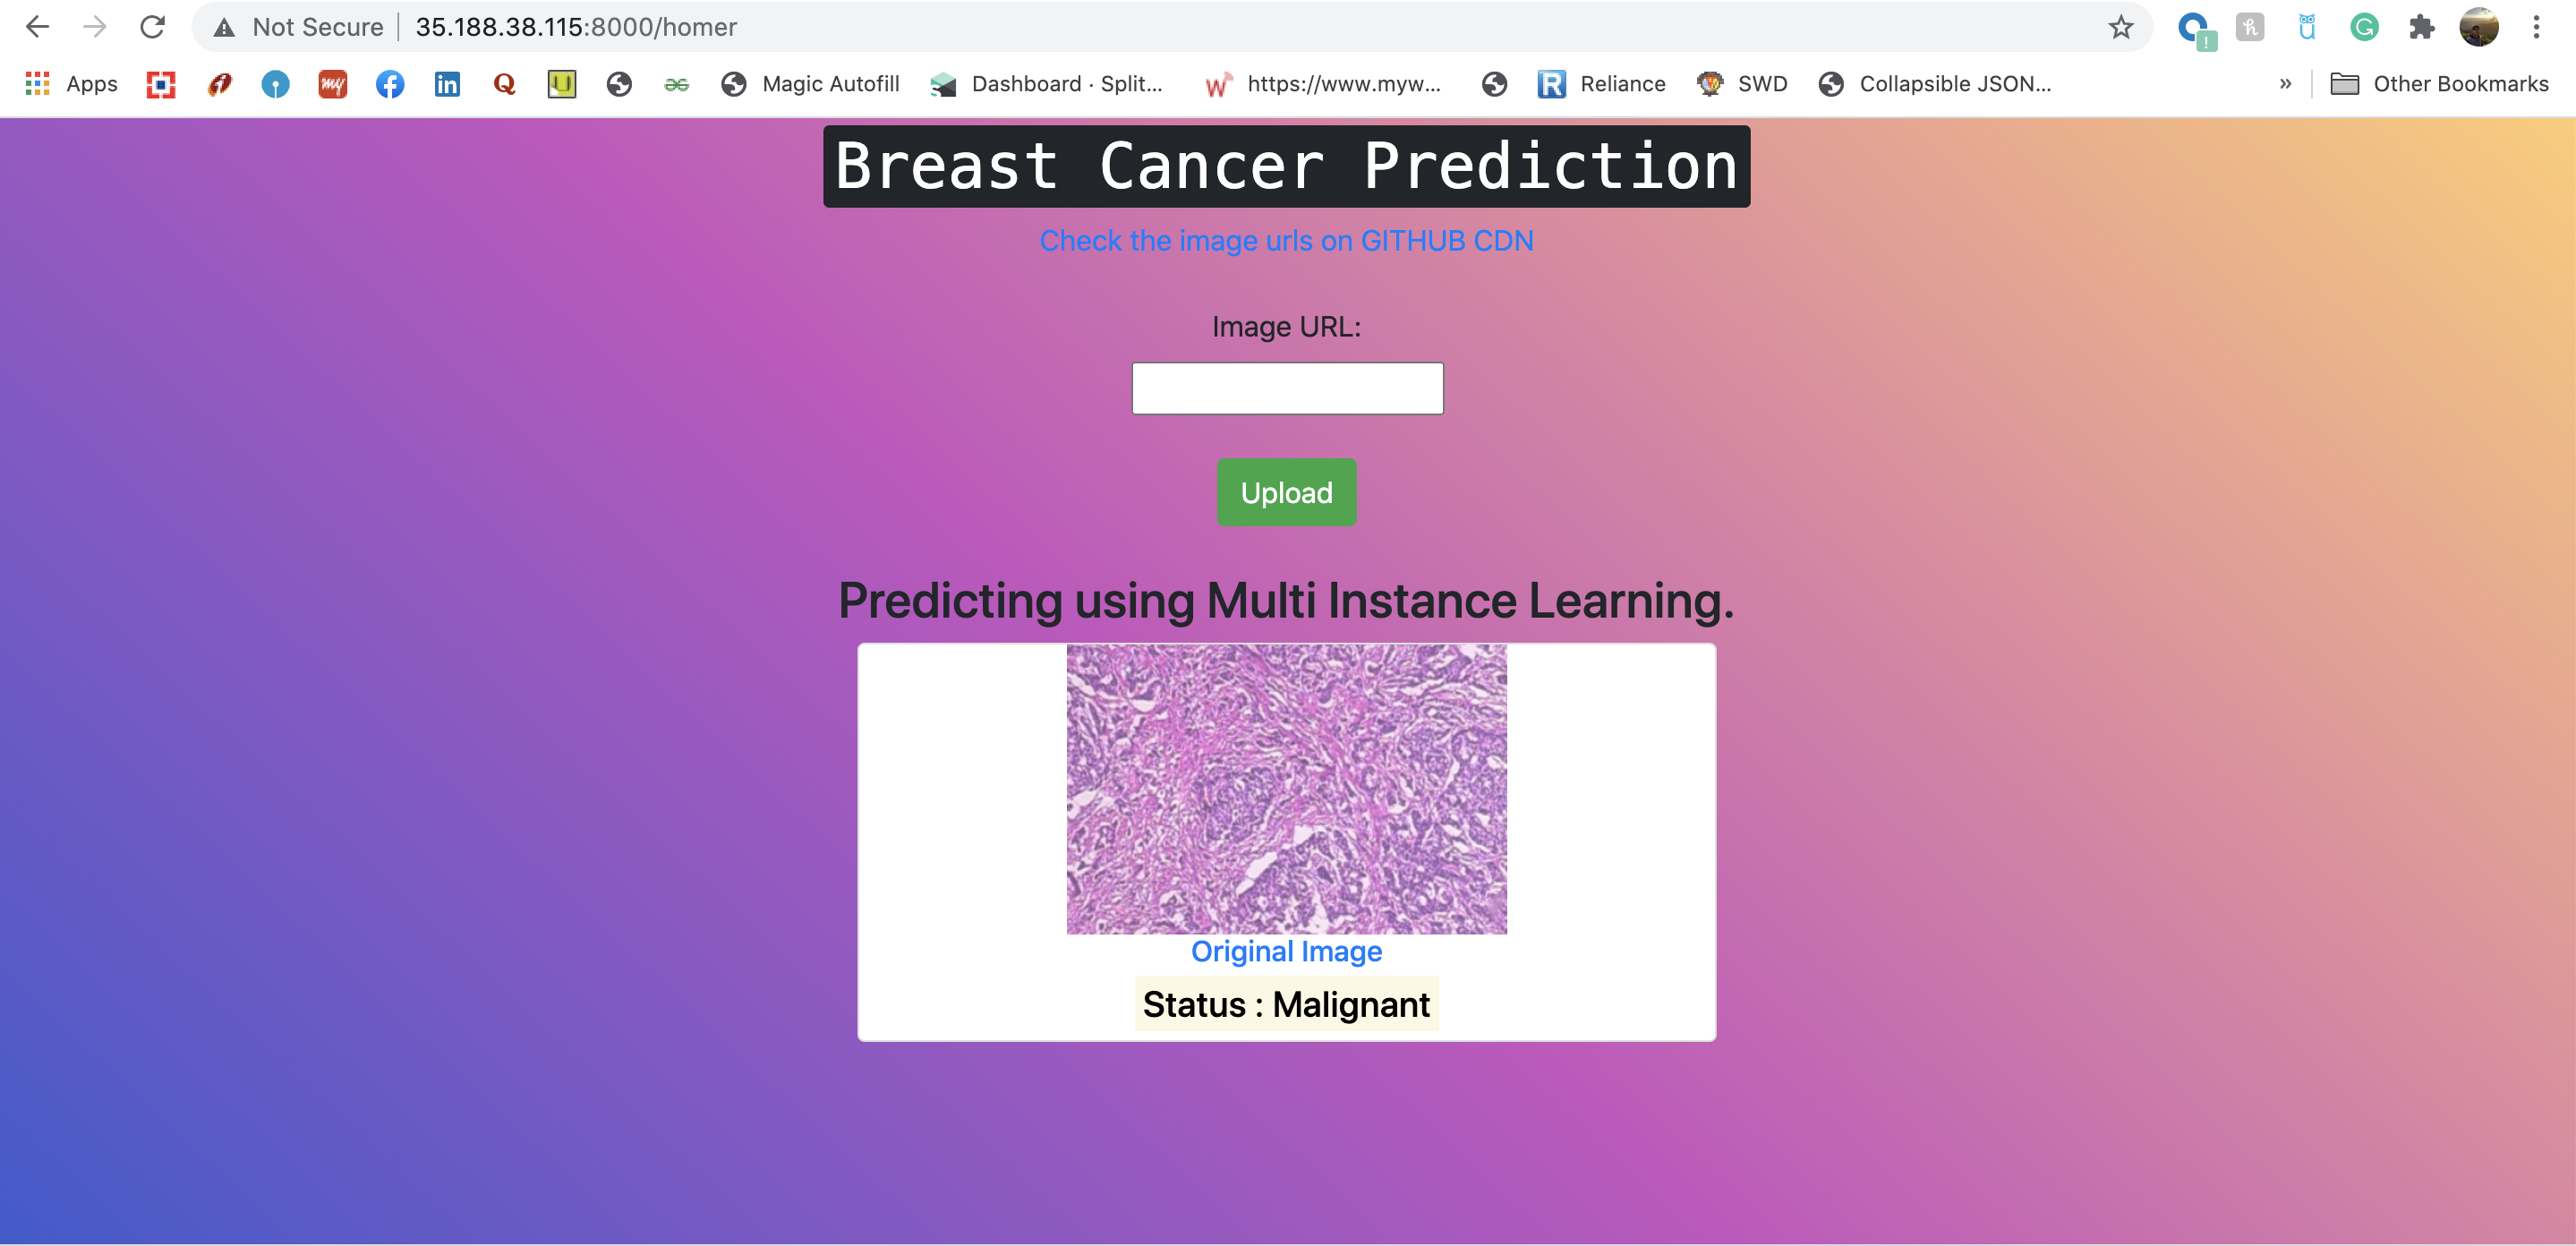 Not Secure 35.188.38.115:8000/homer
Apps my Q U Magic Autofill Dashboard · Split... W https://www.myw... R Reliance SWD Collapsible JSON... » Other Bookmarks
Breast Cancer Prediction
Check the image urls on GITHUB CDN
Image URL:
Upload
Predicting using Multi Instance Learning.
Original Image
Status : Malignant